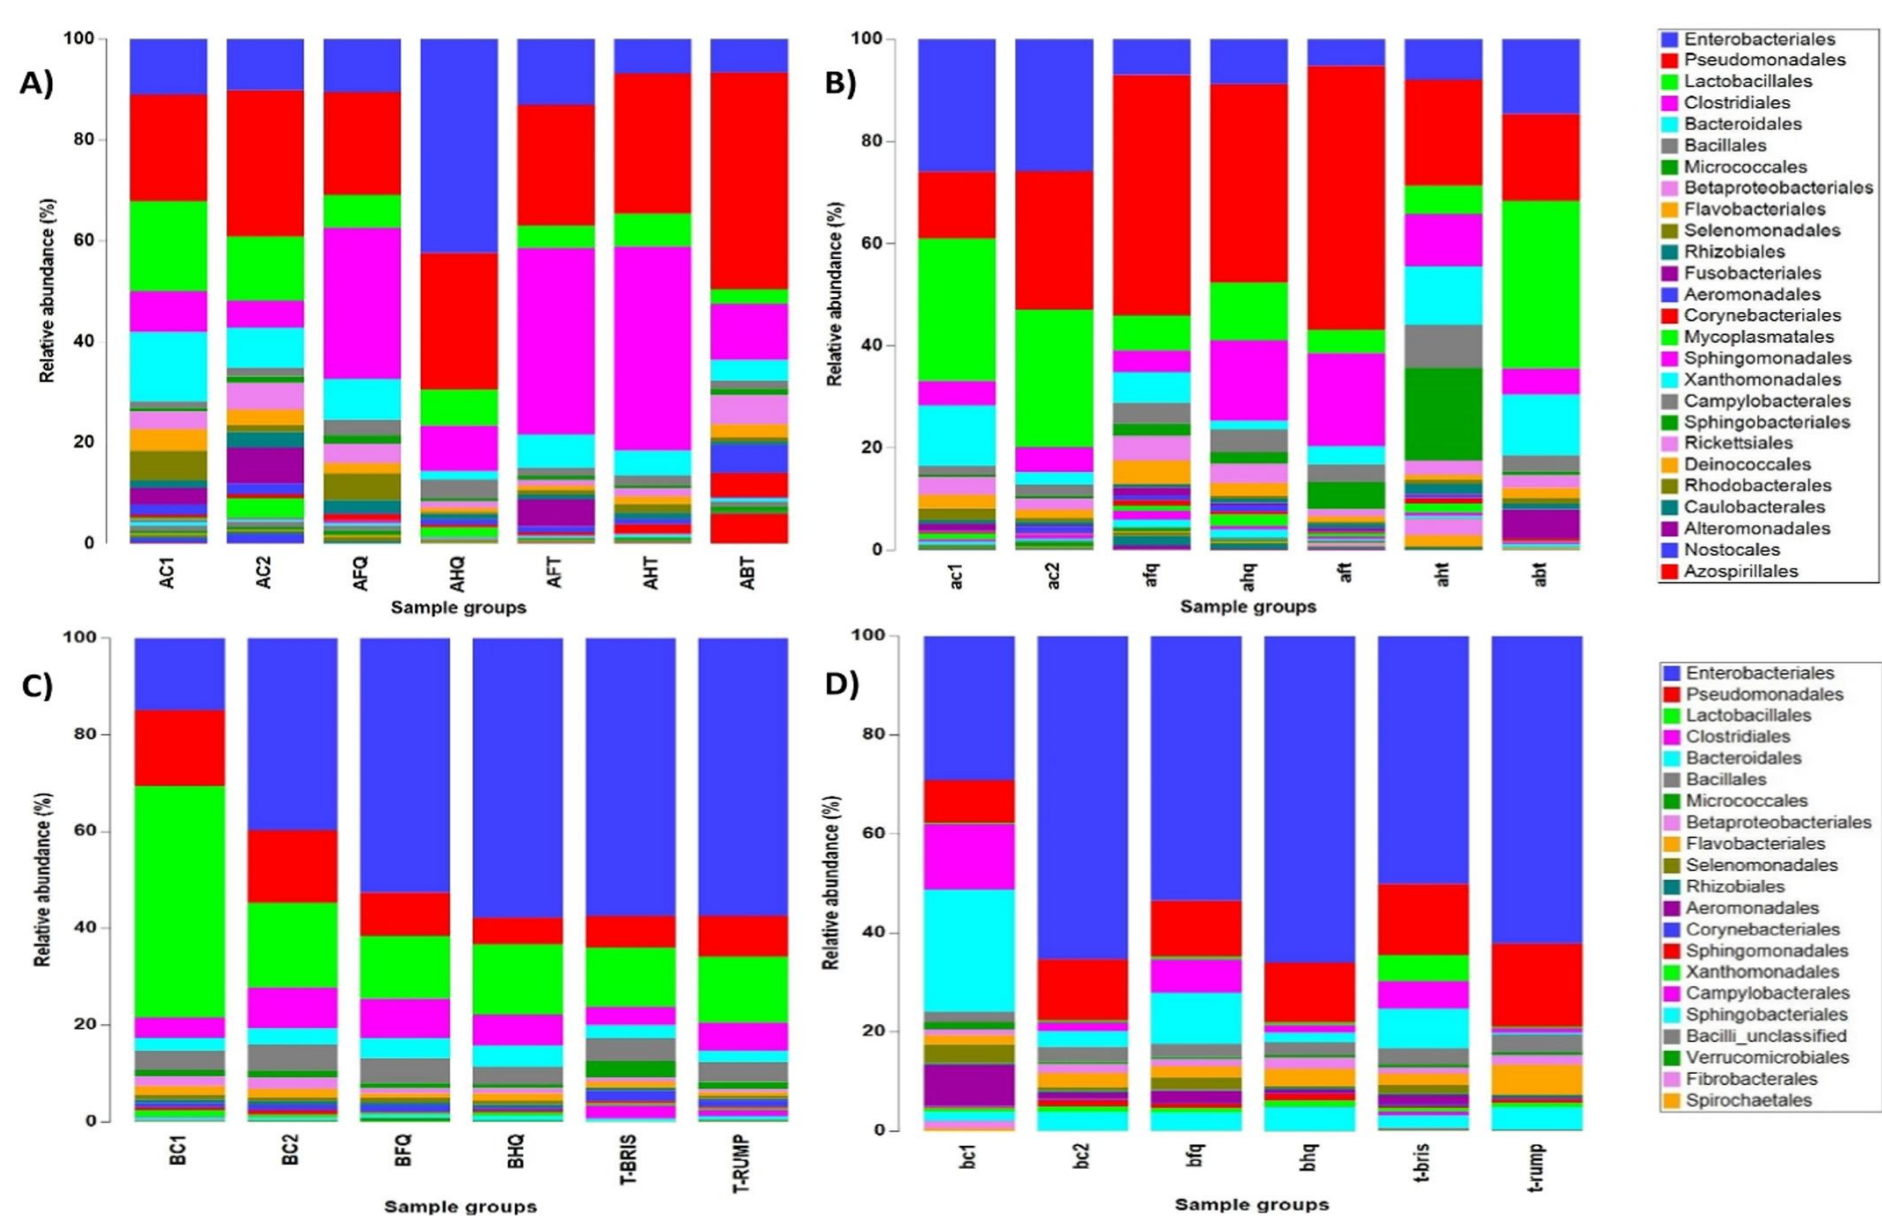 A)
Relative abundance (%)
100
80
60
40
20
0
AC1 AC2 AFQ AHQ AFT AHT ABT
Sample groups
B)
Relative abundance (%)
100
80
60
40
20
0
ac1 ac2 afq ahq aft aht abt
Sample groups
Enterobacteriales
Pseudomonadales
Lactobacillales
Clostridiales
Bacteroidales
Bacillales
Micrococcales
Betaproteobacteriales
Flavobacteriales
Selenomonadales
Rhizobiales
Fusobacteriales
Aeromonadales
Corynebacteriales
Mycoplasmatales
Sphingomonadales
Xanthomonadales
Campylobacterales
Sphingobacteriales
Rickettsiales
Deinococcales
Rhodobacterales
Caulobacterales
Alteromonadales
Nostocales
Azospirillales
C)
Relative abundance (%)
100
80
60
40
20
0
BC1 BC2 BFQ BHQ T-BRIS T-RUMP
Sample groups
D)
Relative abundance (%)
100
80
60
40
20
0
bc1 bc2 bfq bhq t-bris t-rump
Sample groups
Enterobacteriales
Pseudomonadales
Lactobacillales
Clostridiales
Bacteroidales
Bacillales
Micrococcales
Betaproteobacteriales
Flavobacteriales
Selenomonadales
Rhizobiales
Aeromonadales
Corynebacteriales
Sphingomonadales
Xanthomonadales
Campylobacterales
Sphingobacteriales
Bacilli_unclassified
Verrucomicrobiales
Fibrobacterales
Spirochaetales